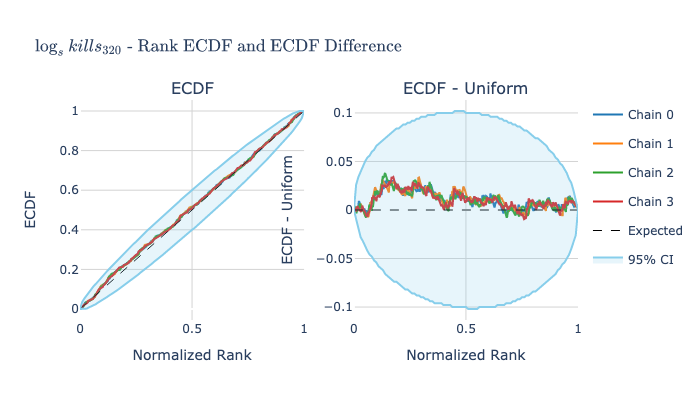 log_s kills_320 - Rank ECDF and ECDF Difference
ECDF
ECDF
1
0.8
0.6
0.4
0.2
0
0
0.5
1
Normalized Rank
ECDF - Uniform
ECDF - Uniform
0.1
0.05
0
−0.05
−0.1
0
0.5
1
Normalized Rank
Chain 0
Chain 1
Chain 2
Chain 3
Expected
95% CI